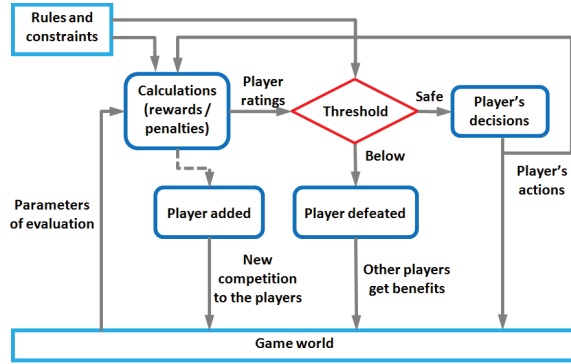 Rules and
constraints
Calculations
(rewards /
penalties)
Player
ratings
Threshold
Safe
Player's
decisions
Below
Player's
actions
Parameters
of evaluation
Player added
Player defeated
New
competition
to the players
Other players
get benefits
Game world